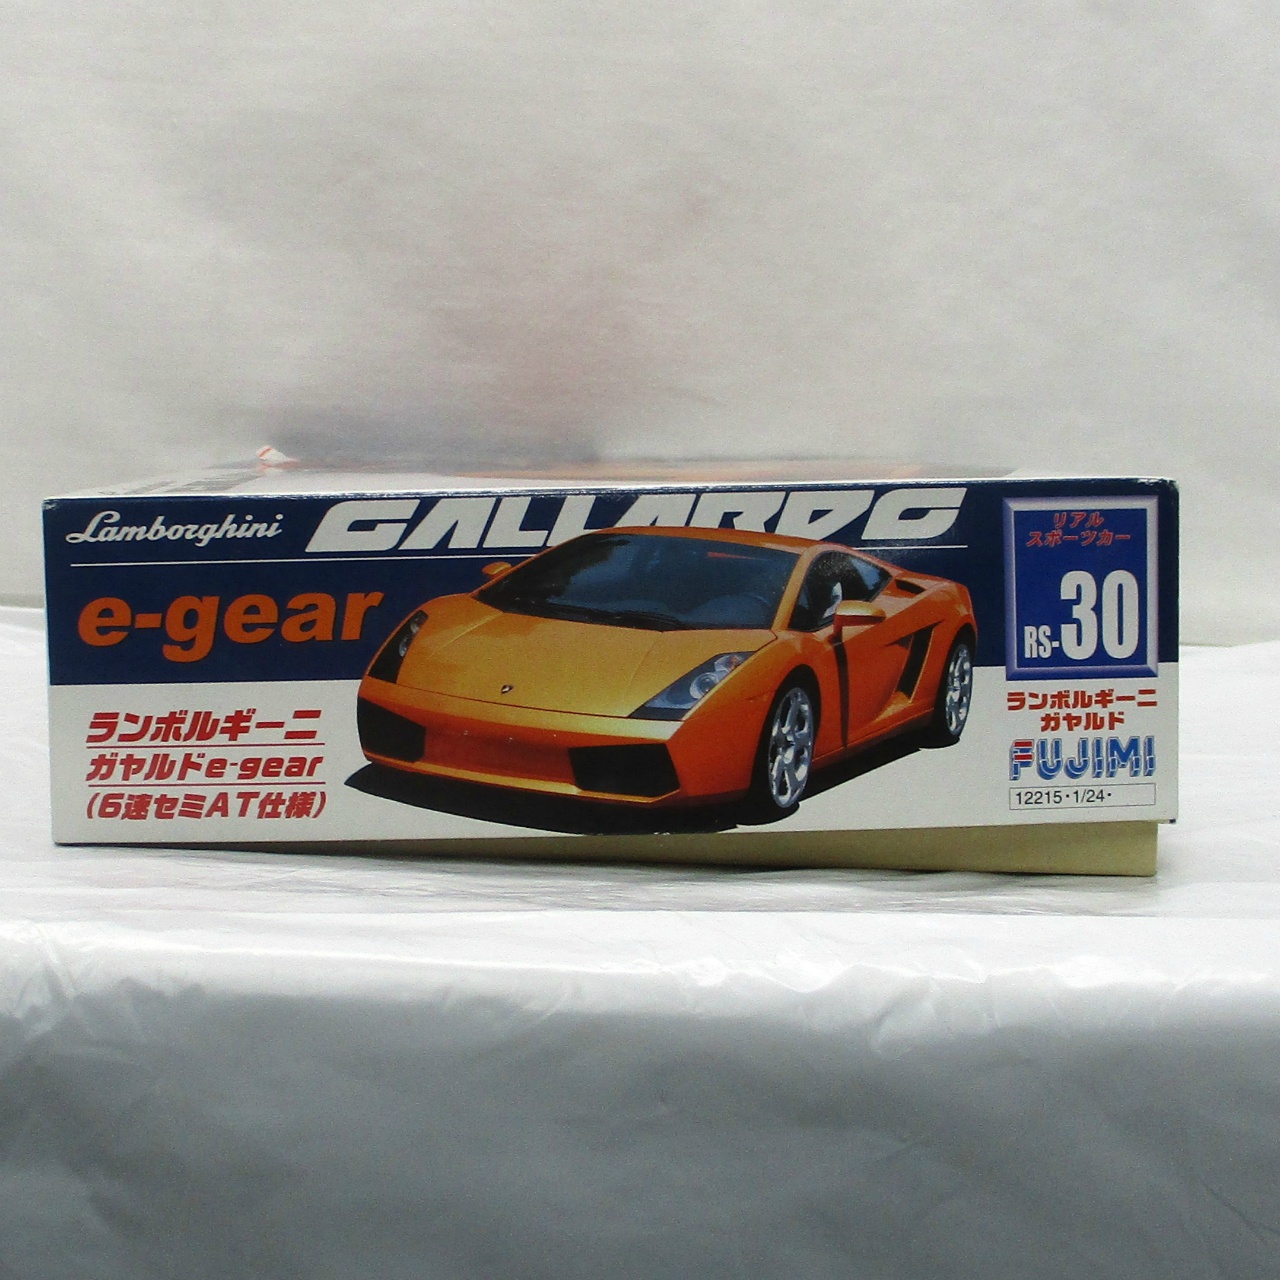 Lamborghini GALLARDO
e-gear
ランボルギーニ
ガヤルドe-gear
(6速セミAT仕様)
リアル
スポーツカー
RS-30
ランボルギーニ
ガヤルド
FUJIMI
12215・1/24・